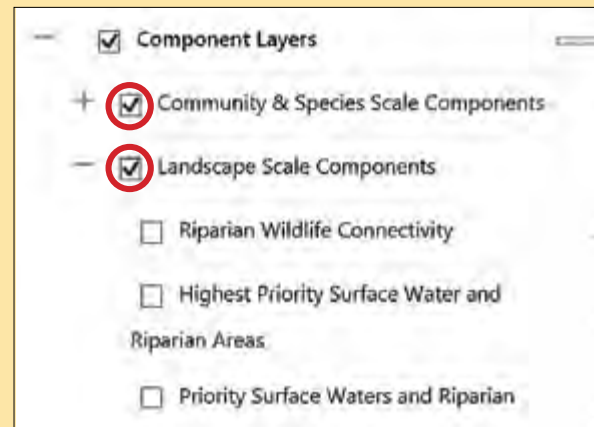 Component Layers
Community & Species Scale Components
Landscape Scale Components
Riparian Wildlife Connectivity
Highest Priority Surface Water and
Riparian Areas
Priority Surface Waters and Riparian